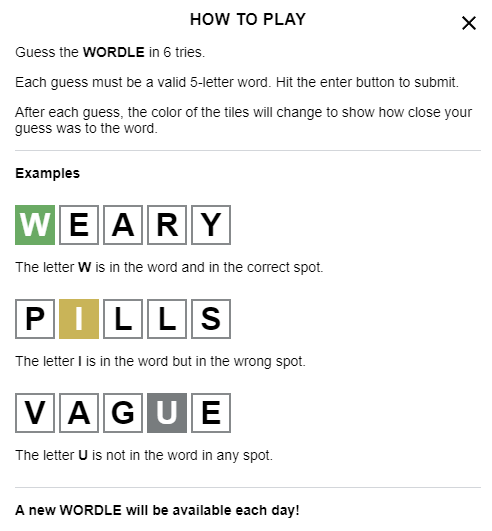 HOW TO PLAY
Guess the WORDLE in 6 tries.
Each guess must be a valid 5-letter word. Hit the enter button to submit.
After each guess, the color of the tiles will change to show how close your
guess was to the word.
Examples
WEARY
The letter W is in the word and in the correct spot.
PILLS
The letter I is in the word but in the wrong spot.
VAGUE
The letter U is not in the word in any spot.
A new WORDLE will be available each day!